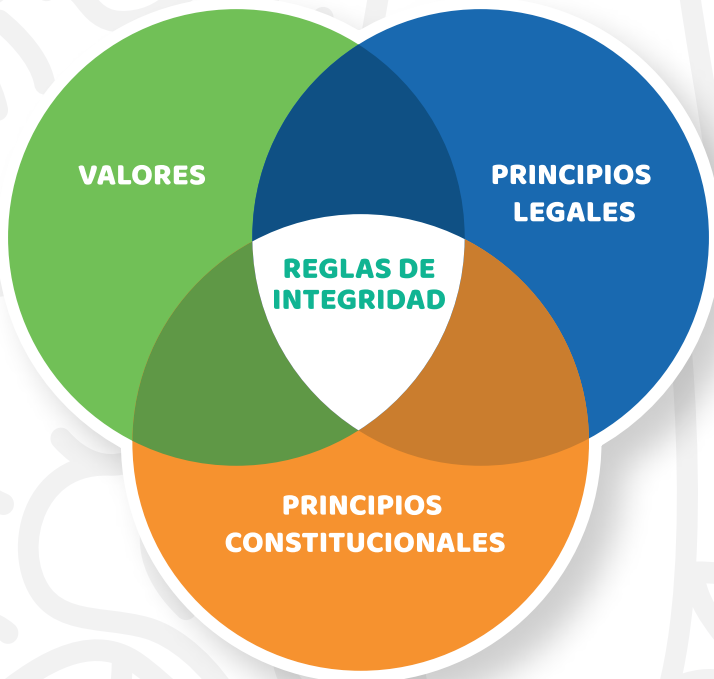 VALORES
PRINCIPIOS
LEGALES
REGLAS DE
INTEGRIDAD
PRINCIPIOS
CONSTITUCIONALES